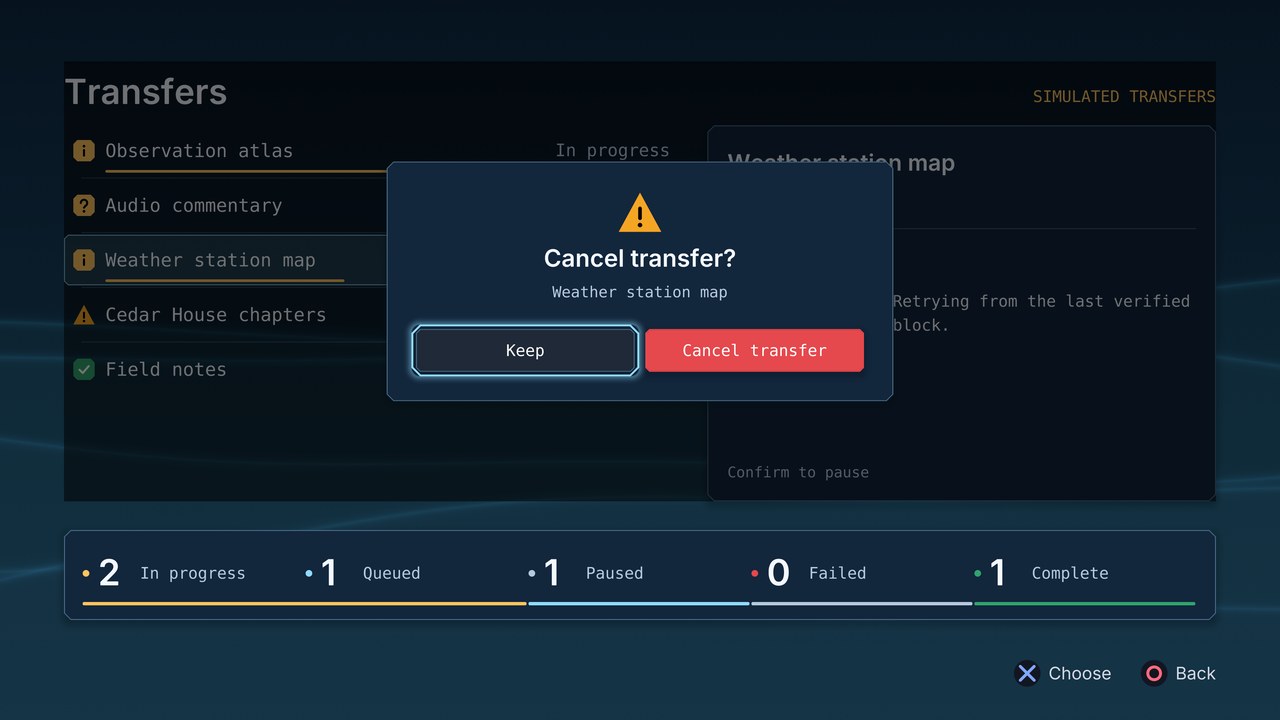 Transfers
SIMULATED TRANSFERS
Observation atlas
In progress
Audio commentary
Weather station map
Cedar House chapters
Field notes
Weather station map
Retrying from the last verified
block.
Confirm to pause
Cancel transfer?
Weather station map
Keep
Cancel transfer
2 In progress
1 Queued
1 Paused
0 Failed
1 Complete
Choose
Back